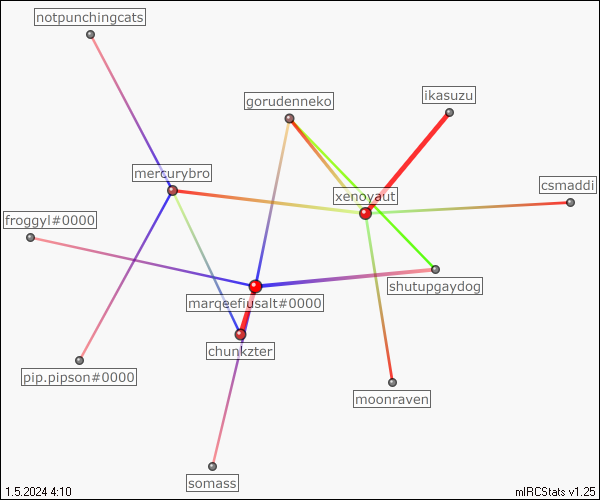 notpunchingcats
ikasuzu
gorudenneko
mercurybro
csmaddi
xenoyaut
froggyl#0000
shutupgaydog
marqeefiusalt#0000
chunkzter
pip.pipson#0000
moonraven
somass
1.5.2024 4:10
mIRCStats v1.25